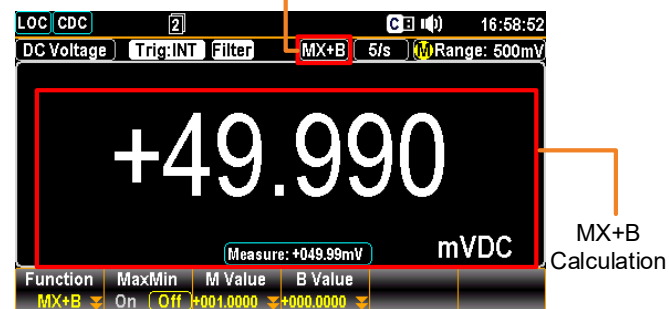 LOC CDC 2 C 16:58:52
DC Voltage Trig:INT Filter MX+B 5/s M Range: 500mV
+49.990
mVDC
Measure: +049.99mV
MX+B
Calculation
Function MaxMin M Value B Value
MX+B On Off +001.0000 +000.0000